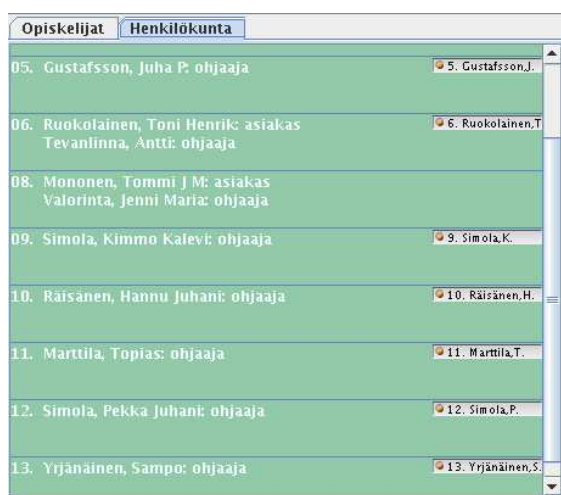 Opiskelijat Henkilökunta
05. Gustafsson, Juha P: ohjaaja 5. Gustafsson,J.
06. Ruokolainen, Toni Henrik: asiakas 6. Ruokolainen,T
Tevanlinna, Antti: ohjaaja
08. Mononen, Tommi J M: asiakas
Valorinta, Jenni Maria: ohjaaja
09. Simola, Kimmo Kalevi: ohjaaja 9. Simola,K.
10. Räisänen, Hannu Juhani: ohjaaja 10. Räisänen,H.
11. Marttila, Topias: ohjaaja 11. Marttila,T.
12. Simola, Pekka Juhani: ohjaaja 12. Simola,P.
13. Yrjänäinen, Sampo: ohjaaja 13. Yrjänäinen,S.